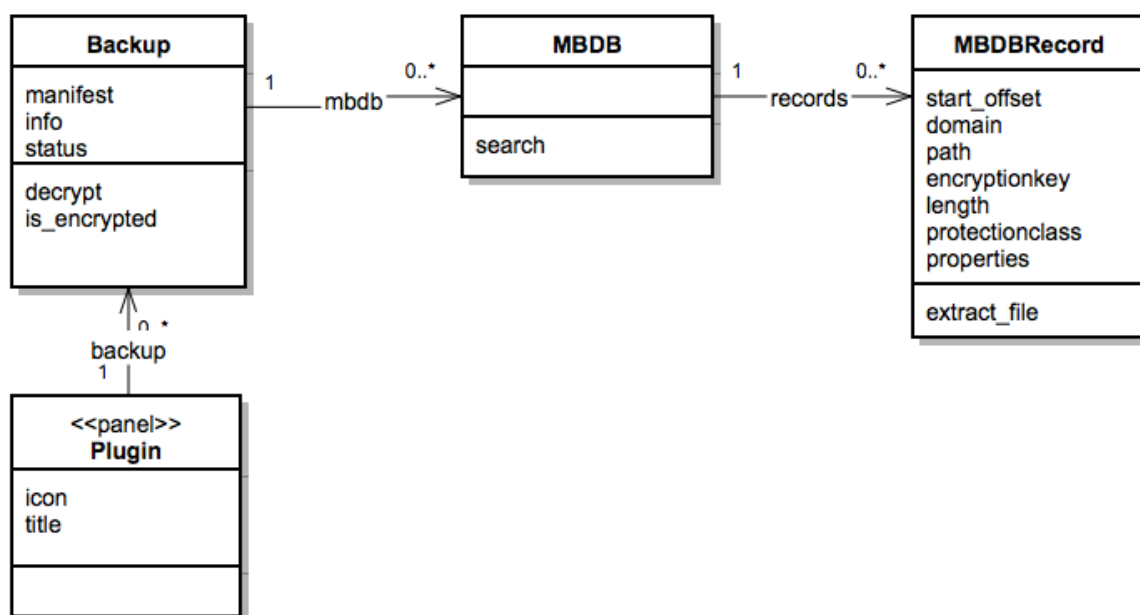 Backup
manifest
info
status
decrypt
is_encrypted
1
mbdb
0..*
MBDB
search
1
records
0..*
MBDBRecord
start_offset
domain
path
encryptionkey
length
protectionclass
properties
extract_file
0..*
backup
1
<<panel>>
Plugin
icon
title